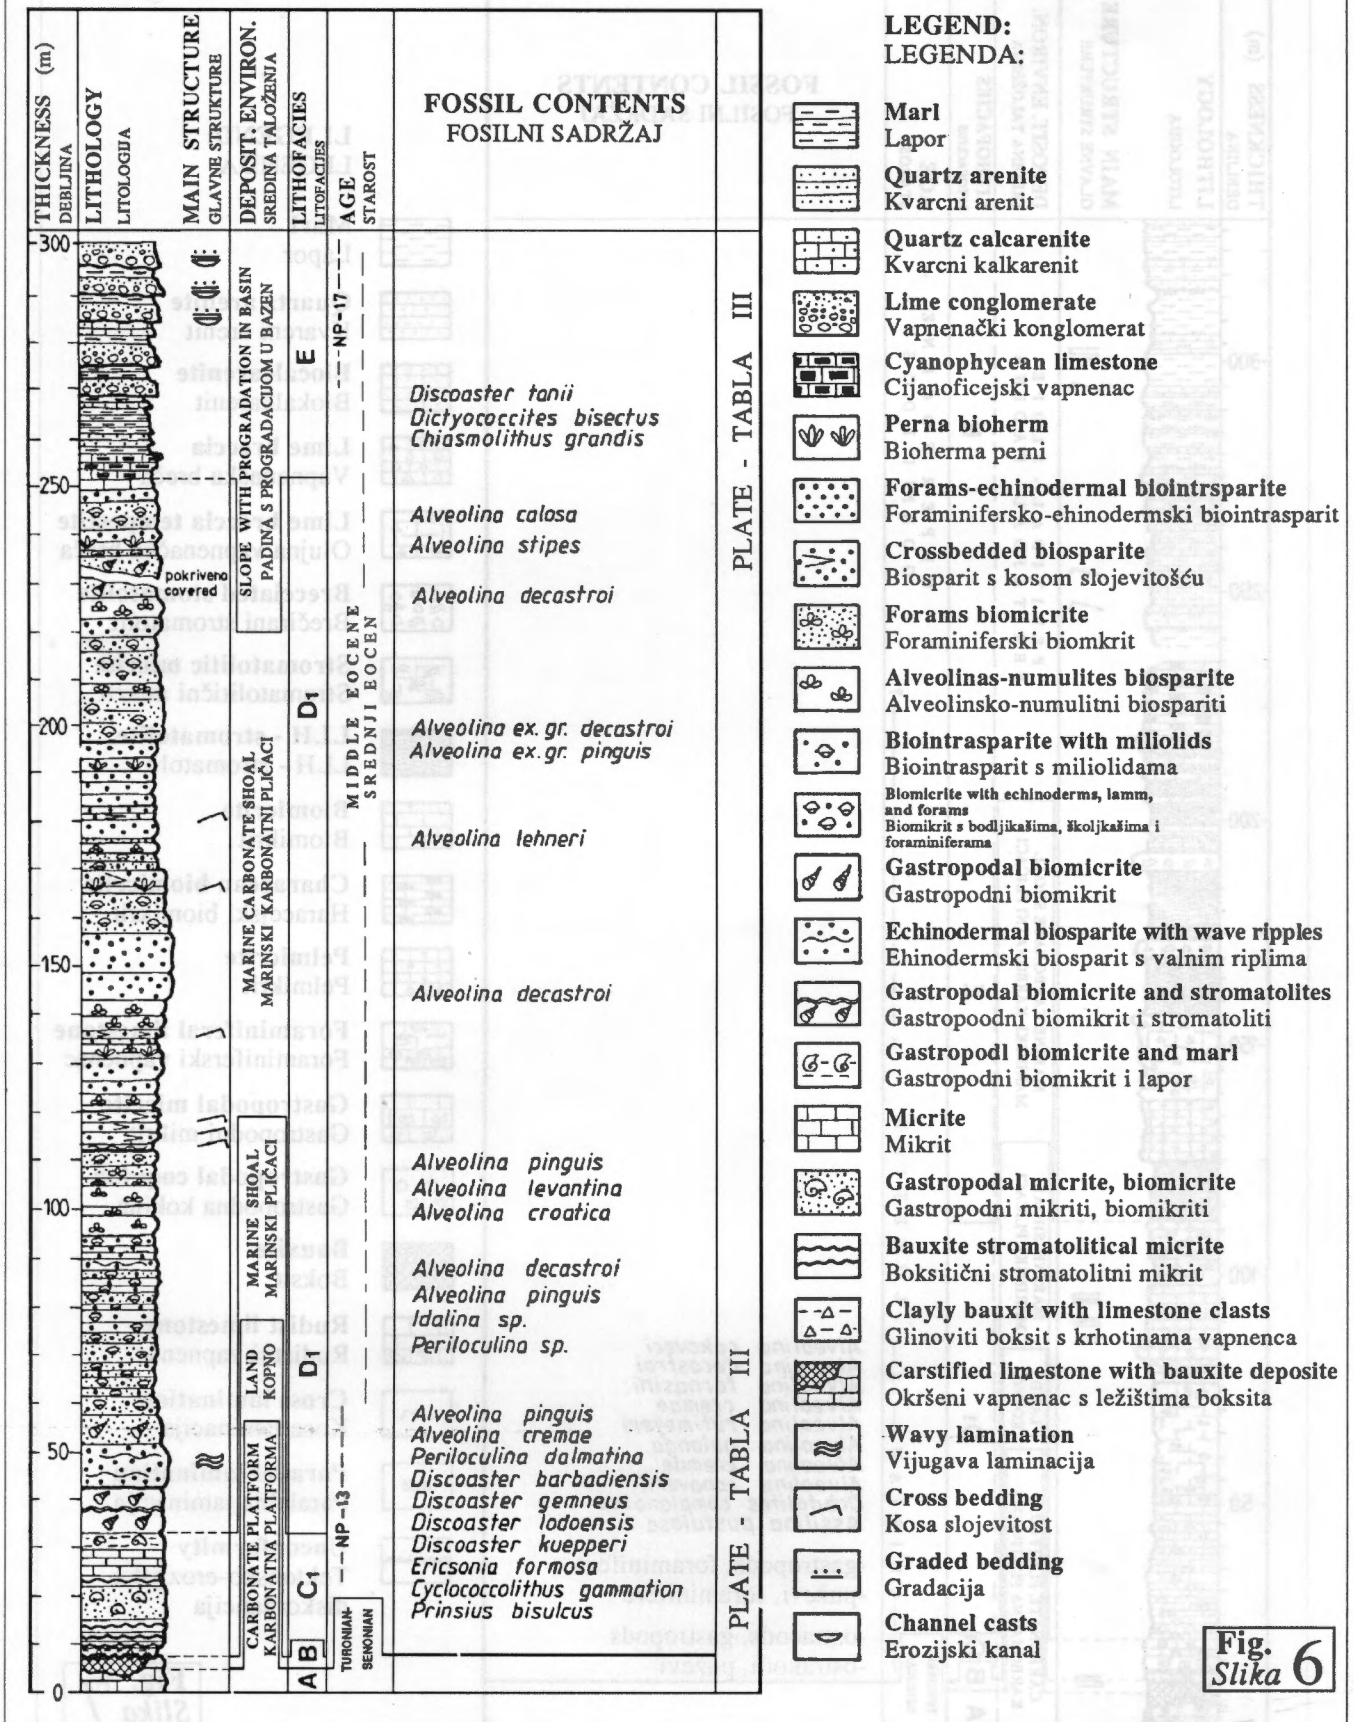 THICKNESS (m)
DEBLJINA
LITHOLOGY
LITOLOGIJA
MAIN STRUCTURE
GLAVNE STRUKTURE
DEPOSIT. ENVIRON.
SREDINA TALOŽENJA
LITHOFACIES
LITOFACIJES
AGE
STAROST
FOSSIL CONTENTS
FOSILNI SADRŽAJ
300
250
200
150
100
50
0
pokriveno
covered
SLOPE WITH PROGRADATION IN BASIN
PADINA S PROGRADACIJOM U BAZEN
MARINE CARBONATE SHOAL
MARINSKI KARBONATNI PLIČACI
MARINE SHOAL
MARINSKI PLIČACI
LAND
KOPNO
CARBONATE PLATFORM
KARBONATNA PLATFORMA
E
D1
D1
C1
B
A
NP-17
MIDDLE EOCENE
SREDNJI EOCEN
NP-13
TURONIAN-
SENONIAN
Discoaster tanii
Dictyococcites bisectus
Chiasmolithus grandis
Alveolina calosa
Alveolina stipes
Alveolina decastroi
Alveolina ex. gr. decastroi
Alveolina ex. gr. pinguis
Alveolina lehneri
Alveolina decastroi
Alveolina pinguis
Alveolina levantina
Alveolina croatica
Alveolina decastroi
Alveolina pinguis
Idalina sp.
Periloculina sp.
Alveolina pinguis
Alveolina cremae
Periloculina dalmatina
Discoaster barbadiensis
Discoaster gemneus
Discoaster lodoensis
Discoaster kuepperi
Ericsonia formosa
Cyclococcolithus gammation
Prinsius bisulcus
PLATE - TABLA III
PLATE - TALBA III
LEGEND:
LEGENDA:
Marl
Lapor
Quartz arenite
Kvarcni arenit
Quartz calcarenite
Kvarcni kalkarenit
Lime conglomerate
Vapnenački konglomerat
Cyanophycean limestone
Cijanoficejski vapnenac
Perna bioherm
Bioherma perni
Forams-echinodermal biointrsparite
Foraminifersko-ehinodermski biointrasparit
Crossbedded biosparite
Biosparit s kosom slojevitošću
Forams biomicrite
Foraminiferski biomkrit
Alveolinas-numulites biosparite
Alveolinsko-numulitni biospariti
Biointrasparite with miliolids
Biointrasparit s miliolidama
Biomicrite with echinoderms, lamm,
and forams
Biomikrit s bodljikašima, školjkašima i
foraminiferama
Gastropodal biomicrite
Gastropodni biomikrit
Echinodermal biosparite with wave ripples
Ehinodermski biosparit s valnim riplima
Gastropodal biomicrite and stromatolites
Gastropoodni biomikrit i stromatoliti
Gastropodl biomicrite and marl
Gastropodni biomikrit i lapor
Micrite
Mikrit
Gastropodal micrite, biomicrite
Gastropodni mikriti, biomikriti
Bauxite stromatolitical micrite
Boksitični stromatolitni mikrit
Clayly bauxit with limestone clasts
Glinoviti boksit s krhotinama vapnenca
Carstified limestone with bauxite deposite
Okršeni vapnenac s ležištima boksita
Wavy lamination
Vijugava laminacija
Cross bedding
Kosa slojevitost
Graded bedding
Gradacija
Channel casts
Erozijski kanal
Fig.
Slika 6